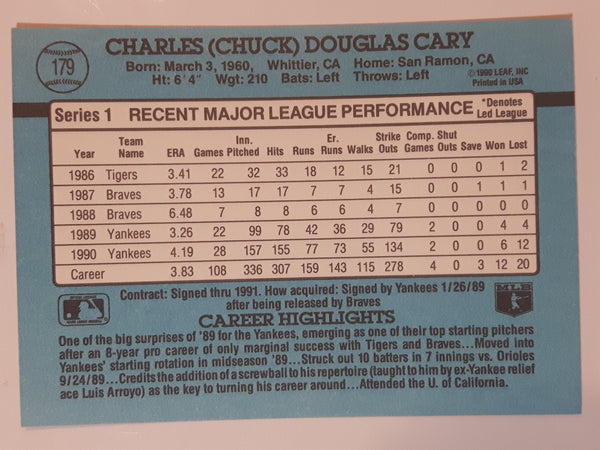 179
CHARLES (CHUCK) DOUGLAS CARY
Born: March 3, 1960, Whittier, CA Home: San Ramon, CA
Ht: 6' 4" Wgt: 210 Bats: Left Throws: Left
©1990 LEAF, INC
Printed in USA
Series 1 RECENT MAJOR LEAGUE PERFORMANCE *Denotes Led League
Year Team Name ERA Games Inn. Pitched Hits Runs Er. Runs Walks Strike Outs Comp. Games Shut Outs Save Won Lost
1986 Tigers 3.41 22 32 33 18 12 15 21 0 0 0 1 2
1987 Braves 3.78 13 17 17 7 7 4 15 0 0 1 1 1
1988 Braves 6.48 7 8 8 6 6 4 7 0 0 0 0 0
1989 Yankees 3.26 22 99 78 42 36 29 79 2 0 0 4 4
1990 Yankees 4.19 28 157 155 77 73 55 134 2 0 0 6 12
Career 3.83 108 336 307 159 143 115 278 4 0 3 12 20
Contract: Signed thru 1991. How acquired: Signed by Yankees 1/26/89
after being released by Braves
MLB
CAREER HIGHLIGHTS
One of the big surprises of '89 for the Yankees, emerging as one of their top starting pitchers
after an 8-year pro career of only marginal success with Tigers and Braves...Moved into
Yankees' starting rotation in midseason '89...Struck out 10 batters in 7 innings vs. Orioles
9/24/89...Credits the addition of a screwball to his repertoire (taught to him by ex-Yankee relief
ace Luis Arroyo) as the key to turning his career around...Attended the U. of California.